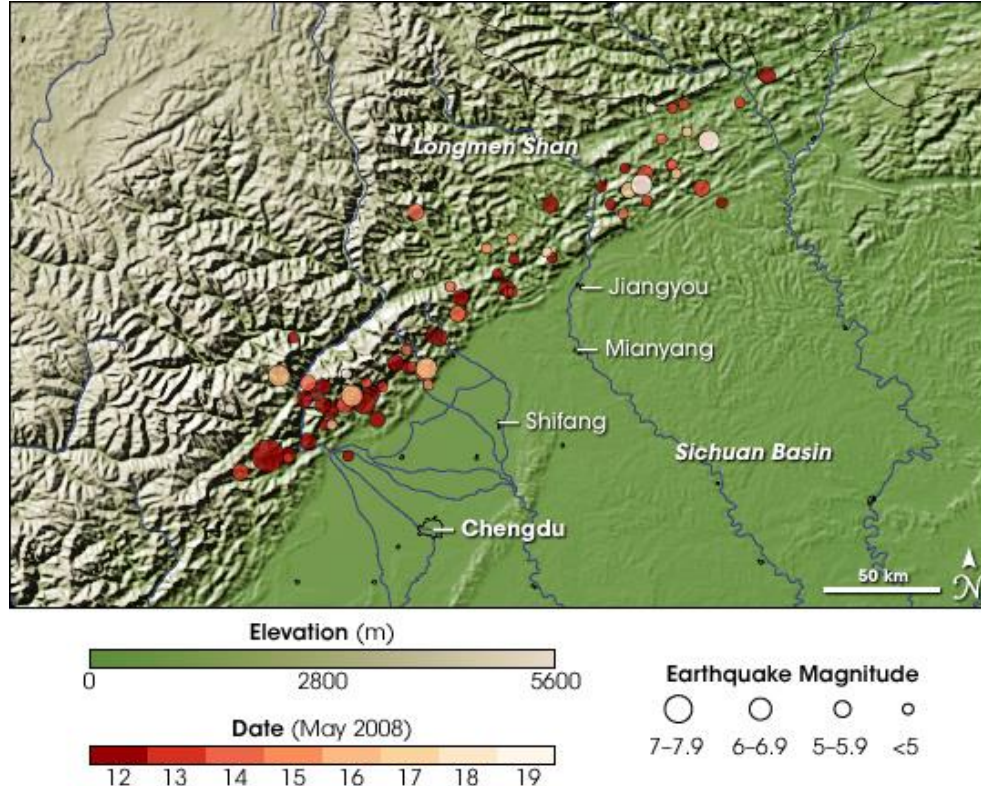 Longmen Shan
Jiangyou
Mianyang
Shifang
Sichuan Basin
Chengdu
50 km
N
Elevation (m)
0 2800 5600
Earthquake Magnitude
7–7.9 6–6.9 5–5.9 <5
Date (May 2008)
12 13 14 15 16 17 18 19